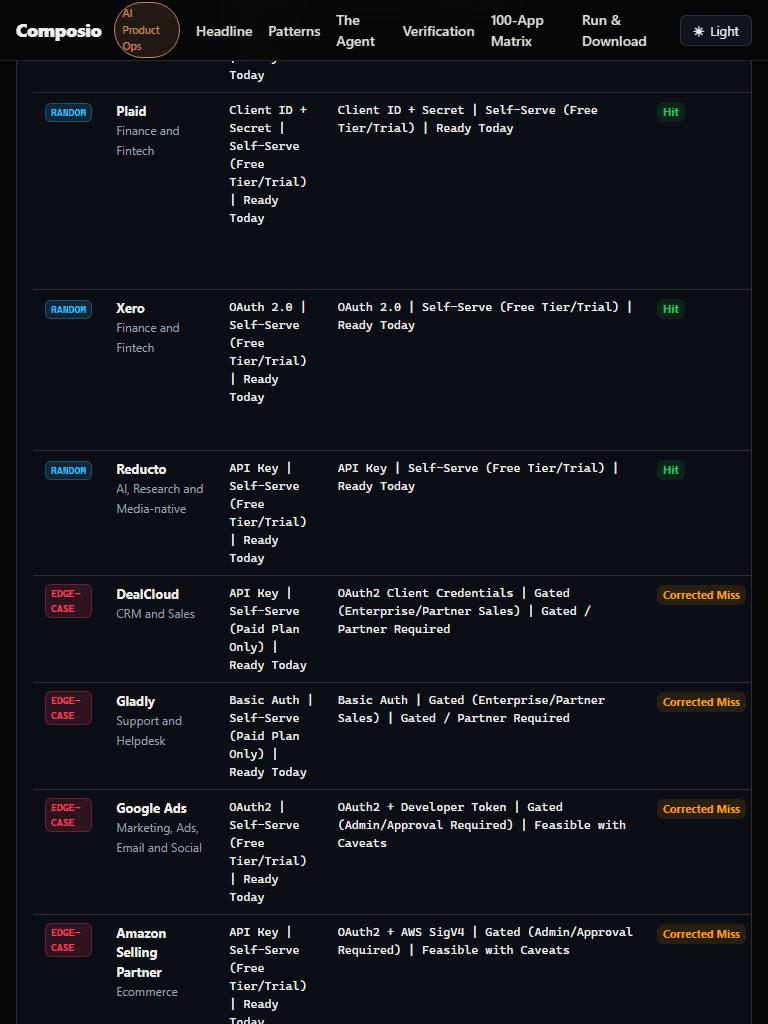 Composio
AI
Product
Ops
Headline
Patterns
The
Agent
Verification
100-App
Matrix
Run &
Download
☀ Light
Today
RANDOM
Plaid
Finance and
Fintech
Client ID +
Secret |
Self-Serve
(Free
Tier/Trial)
| Ready
Today
Client ID + Secret | Self-Serve (Free
Tier/Trial) | Ready Today
Hit
RANDOM
Xero
Finance and
Fintech
OAuth 2.0 |
Self-Serve
(Free
Tier/Trial)
| Ready
Today
OAuth 2.0 | Self-Serve (Free Tier/Trial) |
Ready Today
Hit
RANDOM
Reducto
AI, Research and
Media-native
API Key |
Self-Serve
(Free
Tier/Trial)
| Ready
Today
API Key | Self-Serve (Free Tier/Trial) |
Ready Today
Hit
EDGE-
CASE
DealCloud
CRM and Sales
API Key |
Self-Serve
(Paid Plan
Only) |
Ready Today
OAuth2 Client Credentials | Gated
(Enterprise/Partner Sales) | Gated /
Partner Required
Corrected Miss
EDGE-
CASE
Gladly
Support and
Helpdesk
Basic Auth |
Self-Serve
(Paid Plan
Only) |
Ready Today
Basic Auth | Gated (Enterprise/Partner
Sales) | Gated / Partner Required
Corrected Miss
EDGE-
CASE
Google Ads
Marketing, Ads,
Email and Social
OAuth2 |
Self-Serve
(Free
Tier/Trial)
| Ready
Today
OAuth2 + Developer Token | Gated
(Admin/Approval Required) | Feasible with
Caveats
Corrected Miss
EDGE-
CASE
Amazon
Selling
Partner
Ecommerce
API Key |
Self-Serve
(Free
Tier/Trial)
| Ready
Today
OAuth2 + AWS SigV4 | Gated (Admin/Approval
Required) | Feasible with Caveats
Corrected Miss